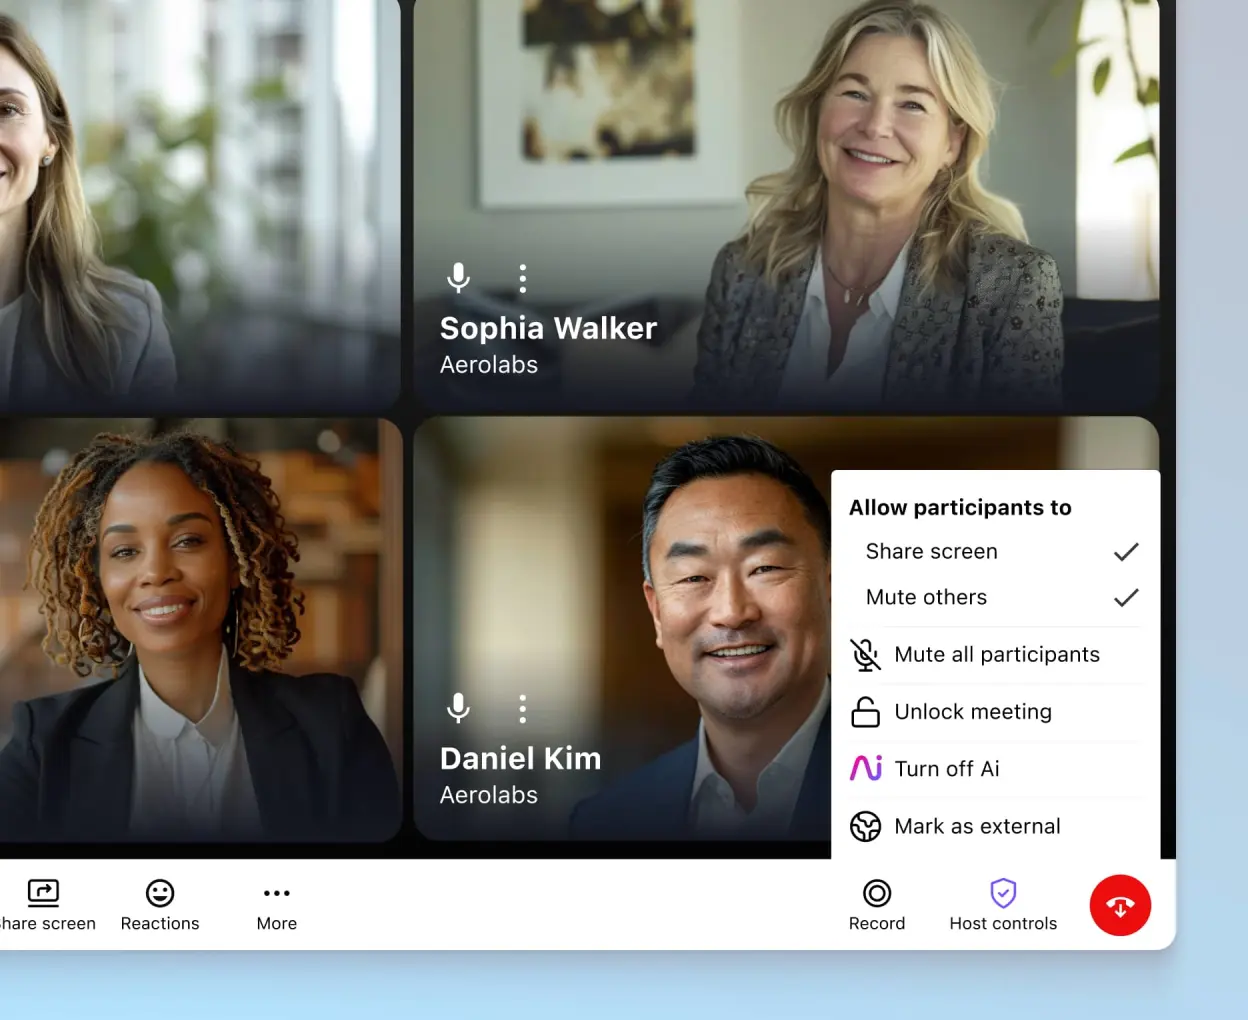 Sophia Walker
Aerolabs
Daniel Kim
Aerolabs
Allow participants to
Share screen
Mute others
Mute all participants
Unlock meeting
Turn off Ai
Mark as external
hare screen
Reactions
More
Record
Host controls